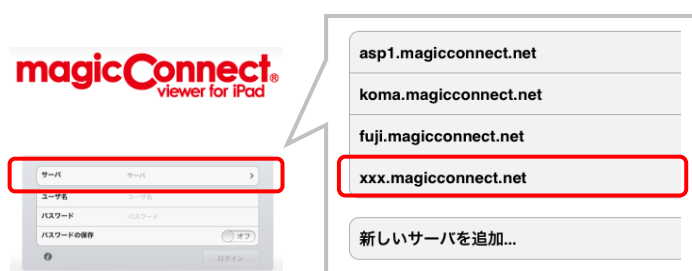 magicConnect®
viewer for iPad
サーバ サーバ
ユーザ名 ユーザ名
パスワード パスワード
パスワードの保存 オフ
ログイン
asp1.magicconnect.net
koma.magicconnect.net
fuji.magicconnect.net
xxx.magicconnect.net
新しいサーバを追加...